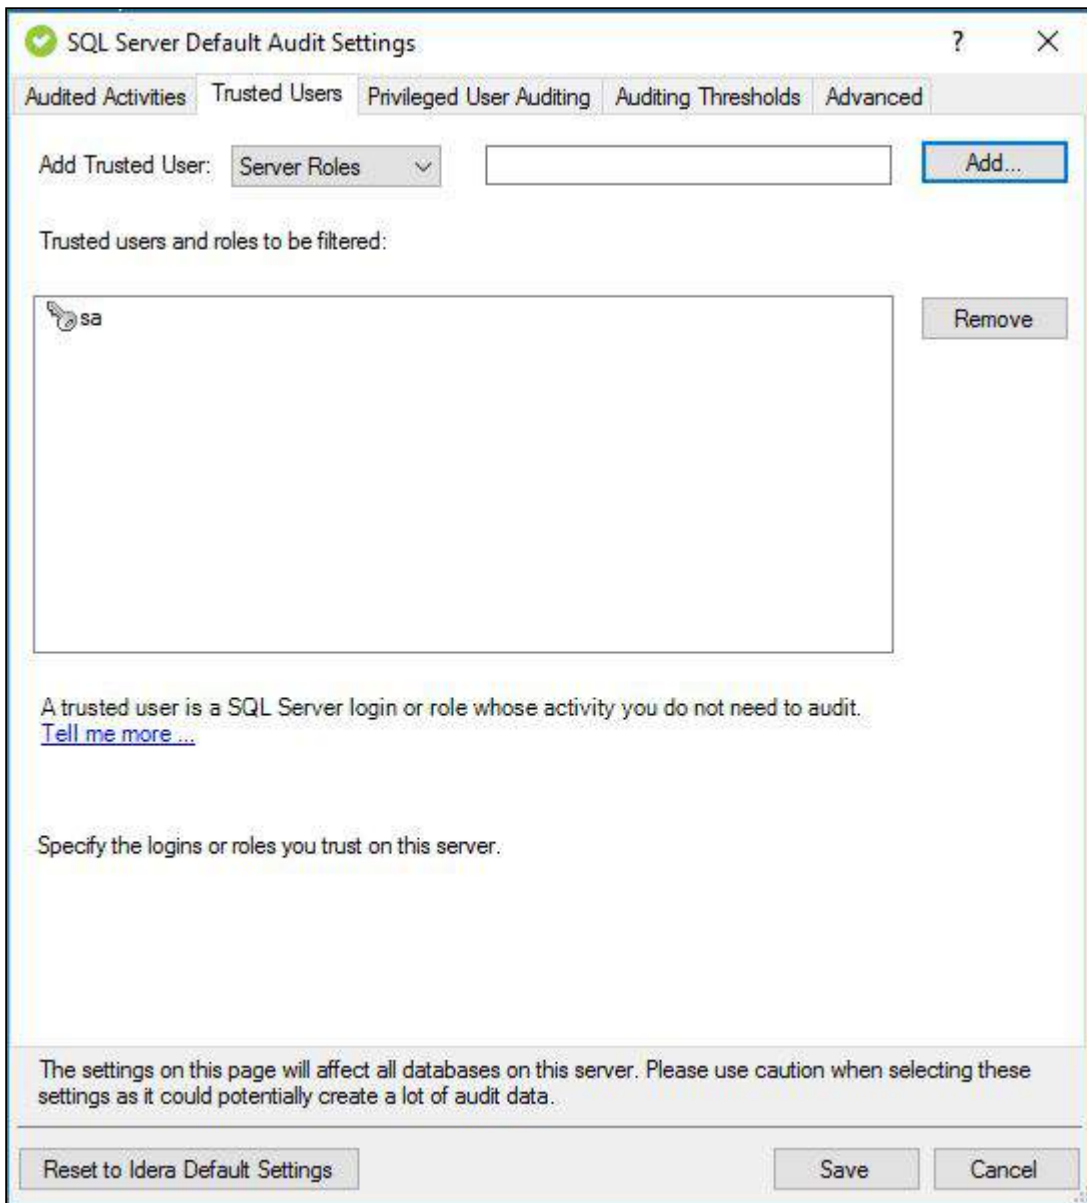 SQL Server Default Audit Settings ?
Audited Activities Trusted Users Privileged User Auditing Auditing Thresholds Advanced
Add Trusted User: Server Roles Add...
Trusted users and roles to be filtered:
sa Remove
A trusted user is a SQL Server login or role whose activity you do not need to audit.
Tell me more ...
Specify the logins or roles you trust on this server.
The settings on this page will affect all databases on this server. Please use caution when selecting these
settings as it could potentially create a lot of audit data.
Reset to Idera Default Settings Save Cancel